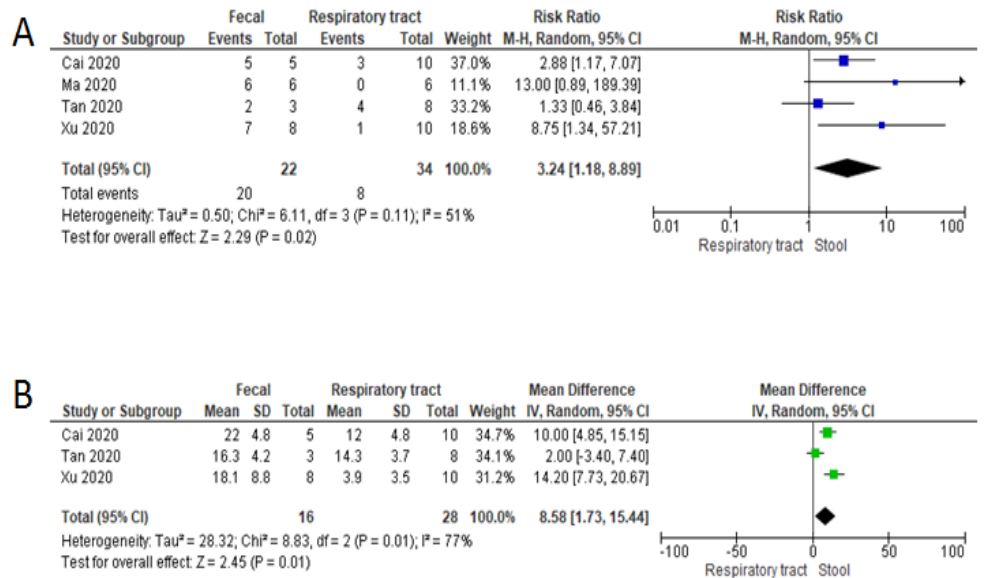 A
Fecal Respiratory tract Risk Ratio Risk Ratio
Study or Subgroup Events Total Events Total Weight M-H, Random, 95% CI M-H, Random, 95% CI
Cai 2020 5 5 3 10 37.0% 2.88 [1.17, 7.07]
Ma 2020 6 6 0 6 11.1% 13.00 [0.89, 189.39]
Tan 2020 2 3 4 8 33.2% 1.33 [0.46, 3.84]
Xu 2020 7 8 1 10 18.6% 8.75 [1.34, 57.21]
Total (95% CI) 22 34 100.0% 3.24 [1.18, 8.89]
Total events 20 8
Heterogeneity: Tau² = 0.50; Chi² = 6.11, df = 3 (P = 0.11); I² = 51%
Test for overall effect: Z = 2.29 (P = 0.02)
0.01 0.1 1 10 100
Respiratory tract Stool
B
Fecal Respiratory tract Mean Difference Mean Difference
Study or Subgroup Mean SD Total Mean SD Total Weight IV, Random, 95% CI IV, Random, 95% CI
Cai 2020 22 4.8 5 12 4.8 10 34.7% 10.00 [4.85, 15.15]
Tan 2020 16.3 4.2 3 14.3 3.7 8 34.1% 2.00 [-3.40, 7.40]
Xu 2020 18.1 8.8 8 3.9 3.5 10 31.2% 14.20 [7.73, 20.67]
Total (95% CI) 16 28 100.0% 8.58 [1.73, 15.44]
Heterogeneity: Tau² = 28.32; Chi² = 8.83, df = 2 (P = 0.01); I² = 77%
Test for overall effect: Z = 2.45 (P = 0.01)
-100 -50 0 50 100
Respiratory tract Stool